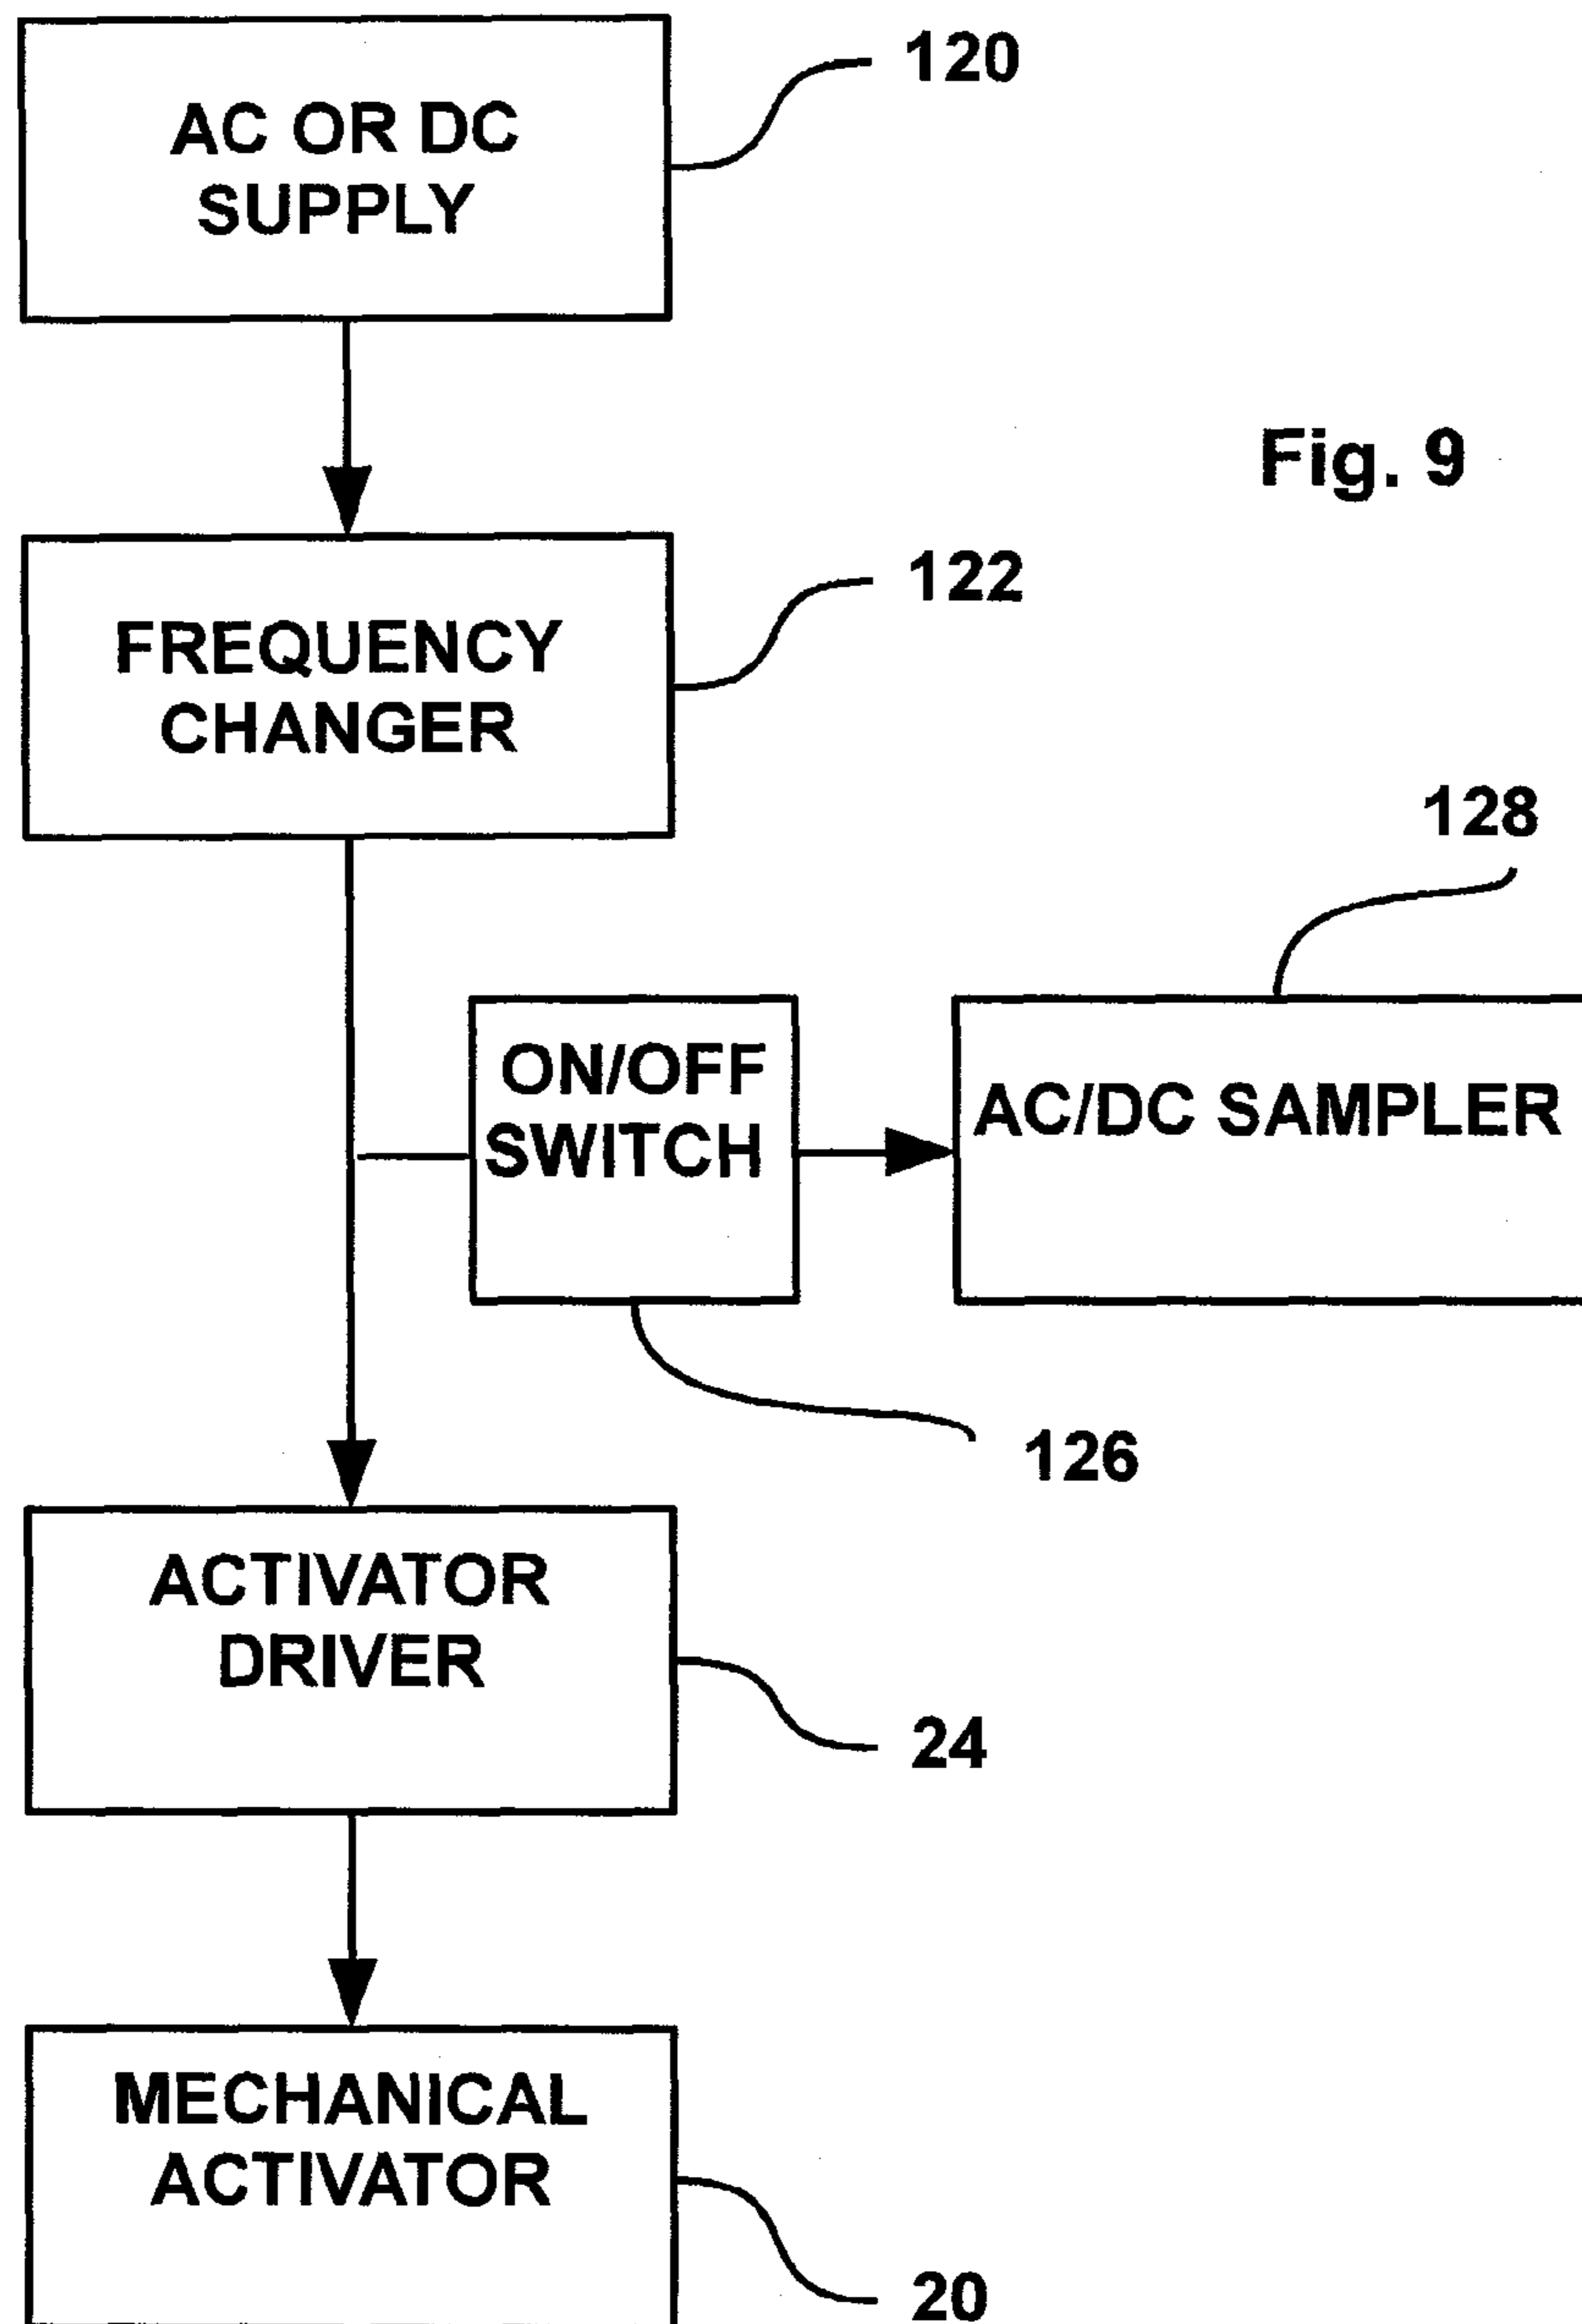 120
AC OR DC
SUPPLY
Fig. 9
122
FREQUENCY
CHANGER
128
ON/OFF
SWITCH
AC/DC SAMPLER
126
ACTIVATOR
DRIVER
24
MECHANICAL
ACTIVATOR
20